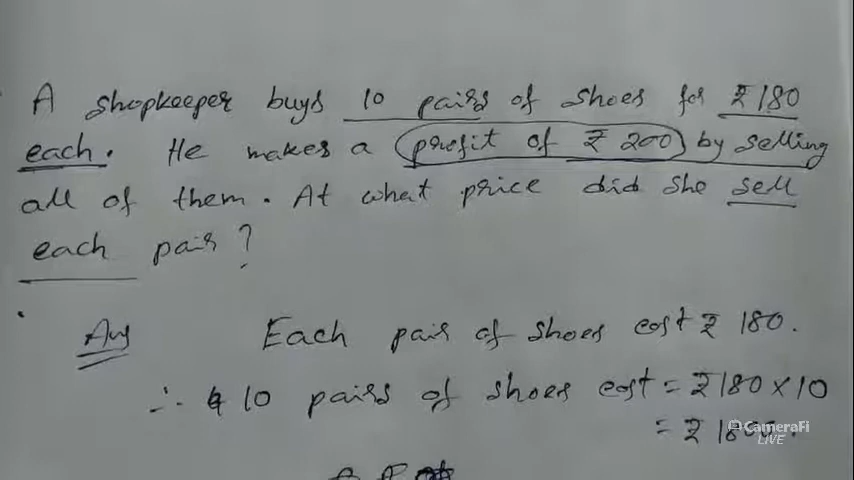 A shopkeeper buys 10 pairs of shoes for ₹180
each. He makes a profit of ₹ 200 by selling
all of them. At what price did she sell
each pair?
Ans Each pair of shoes cost ₹ 180.
∴ 10 pairs of shoes cost = ₹180 × 10
= ₹ 1800.
CameraFi
LIVE